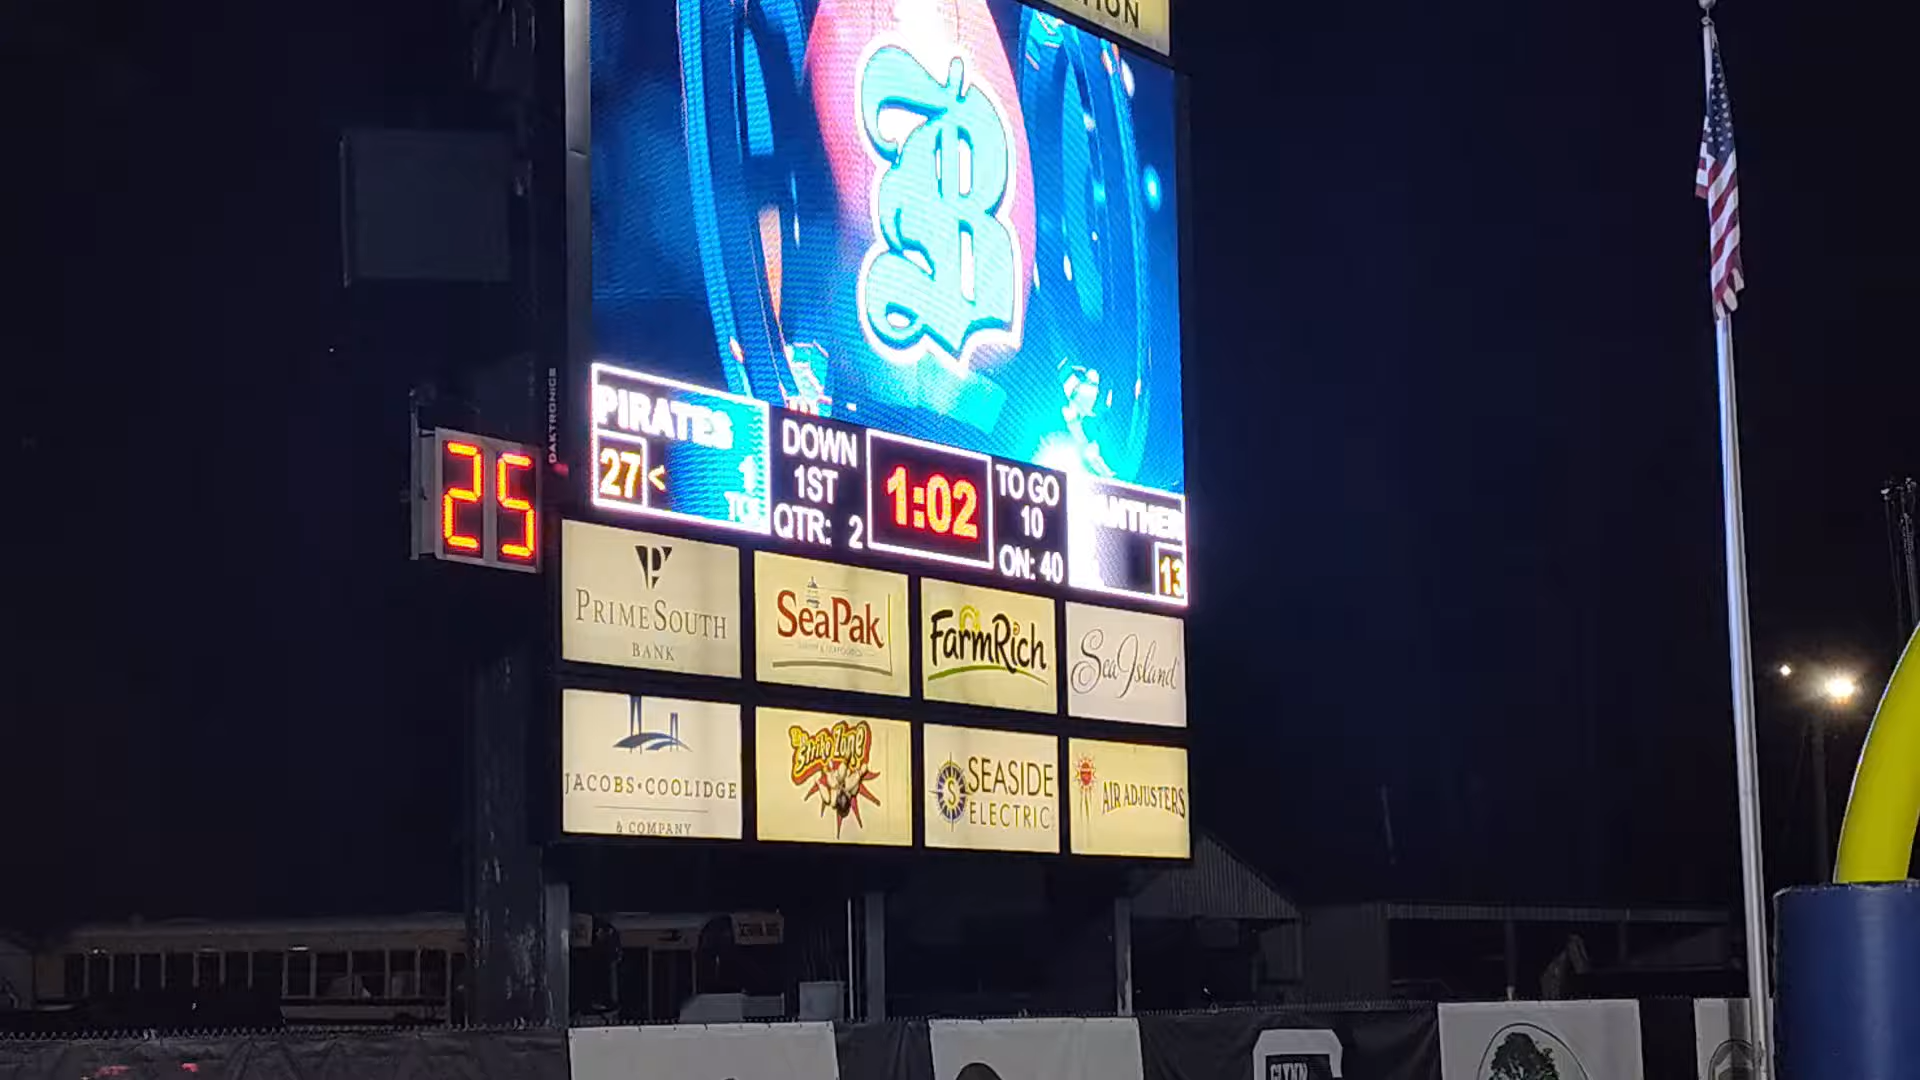 B
PIRATES
27<
DOWN
1ST
QTR: 2
1:02
TO GO
10
ON: 40
13
25
DAKTRONICS
PRIMESOUTH
BANK
SeaPak
FarmRich
Sea Island
JACOBS·COOLIDGE
& COMPANY
Strike Zone
SEASIDE
ELECTRIC
AIR ADJUSTERS
GLYNN